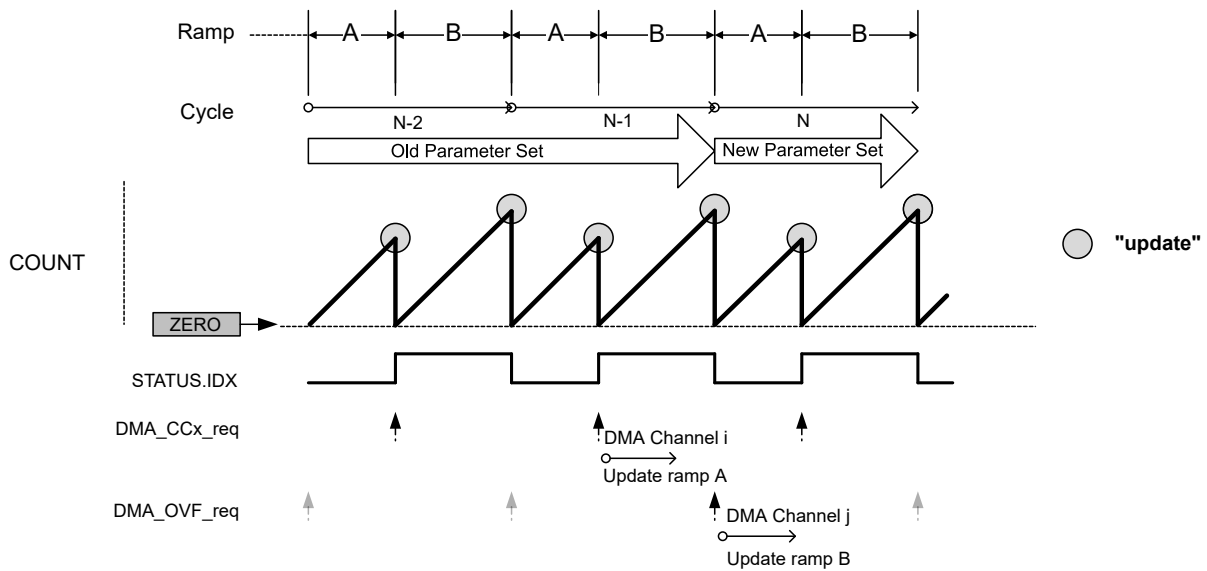 Ramp A B A B A B
Cycle
N-2 N-1 N
Old Parameter Set New Parameter Set
"update"
COUNT
ZERO
STATUS.IDX
DMA_CCx_req
DMA Channel i
Update ramp A
DMA_OVF_req
DMA Channel j
Update ramp B